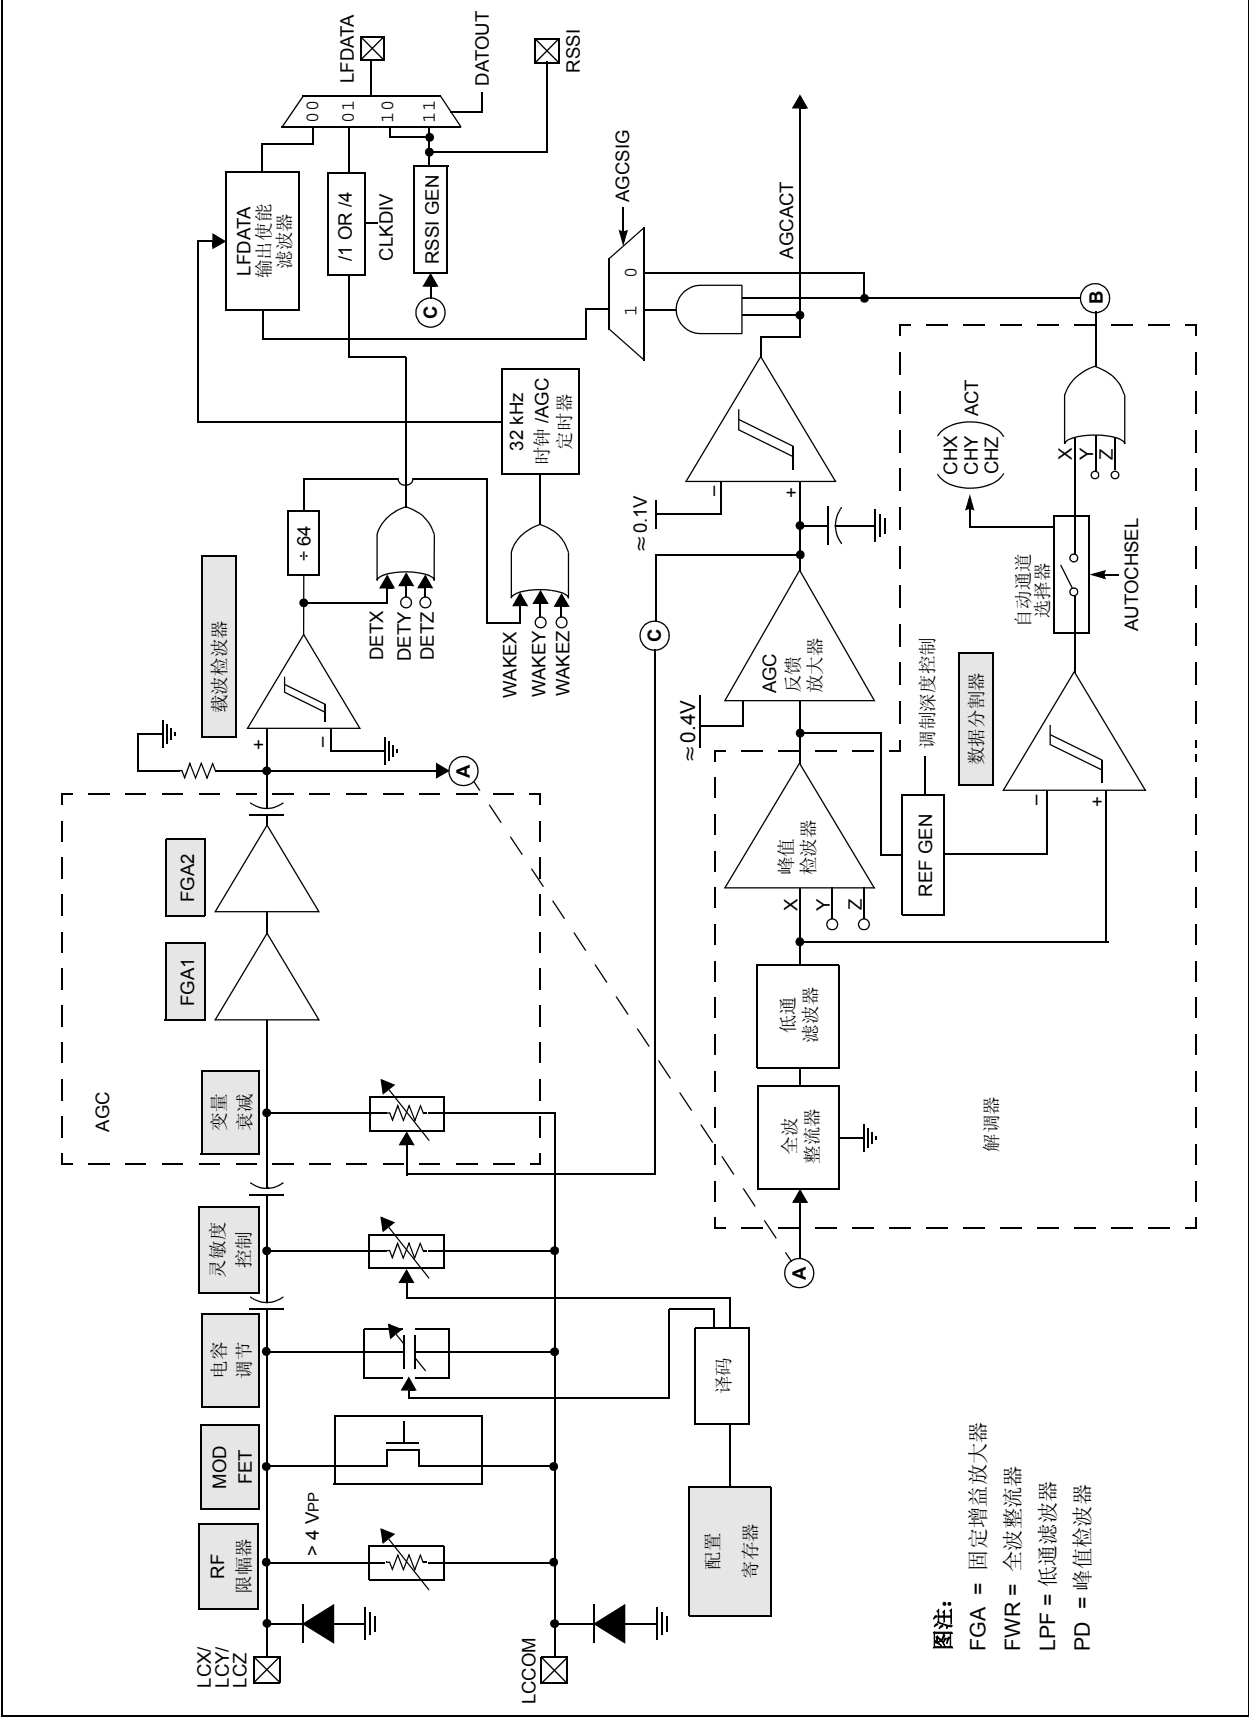 LCX/
LCY/
LCZ
LCCOM
RF
限幅器
> 4 VPP
MOD
FET
电容
调节
灵敏度
控制
AGC
变量
衰减
FGA1
FGA2
载波检波器
+
–
A
÷ 64
DETX
DETY
DETZ
WAKEX
WAKEY
WAKEZ
32 kHz
时钟 /AGC
定时器
LFDATA
输出使能
滤波器
/1 OR /4
CLKDIV
C
RSSI GEN
00
01
10
11
LFDATA
DATOUT
RSSI
配置
寄存器
译码
A
全波
整流器
低通
滤波器
解调器
X
Y
Z
峰值
检波器
≈ 0.4V
AGC
反馈
放大器
C
≈ 0.1V
–
+
1
0
AGCSIG
AGCACT
REF GEN
调制深度控制
数据分割器
–
+
自动通道
选择器
AUTOCHSEL
CHX
CHY
CHZ
ACT
X
Y
Z
B
图注:
FGA = 固定增益放大器
FWR = 全波整流器
LPF = 低通滤波器
PD = 峰值检波器